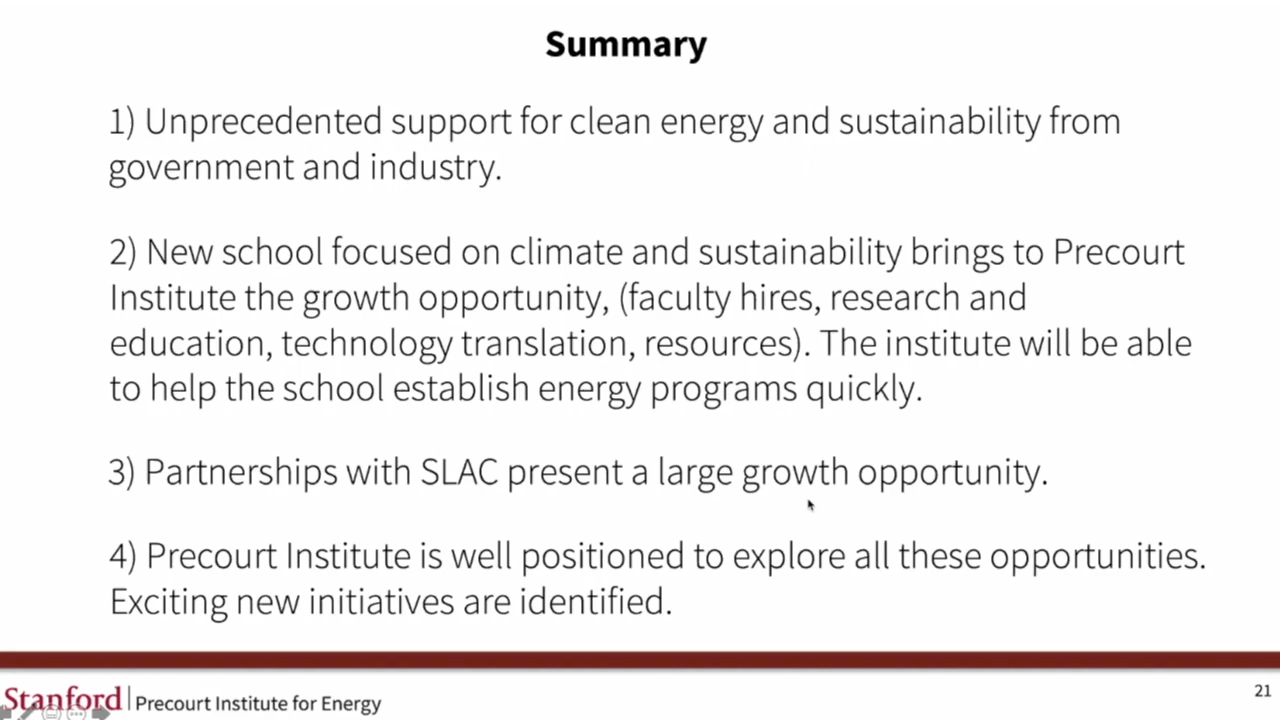 Summary
1) Unprecedented support for clean energy and sustainability from
government and industry.
2) New school focused on climate and sustainability brings to Precourt
Institute the growth opportunity, (faculty hires, research and
education, technology translation, resources). The institute will be able
to help the school establish energy programs quickly.
3) Partnerships with SLAC present a large growth opportunity.
4) Precourt Institute is well positioned to explore all these opportunities.
Exciting new initiatives are identified.
21
Stanford | Precourt Institute for Energy